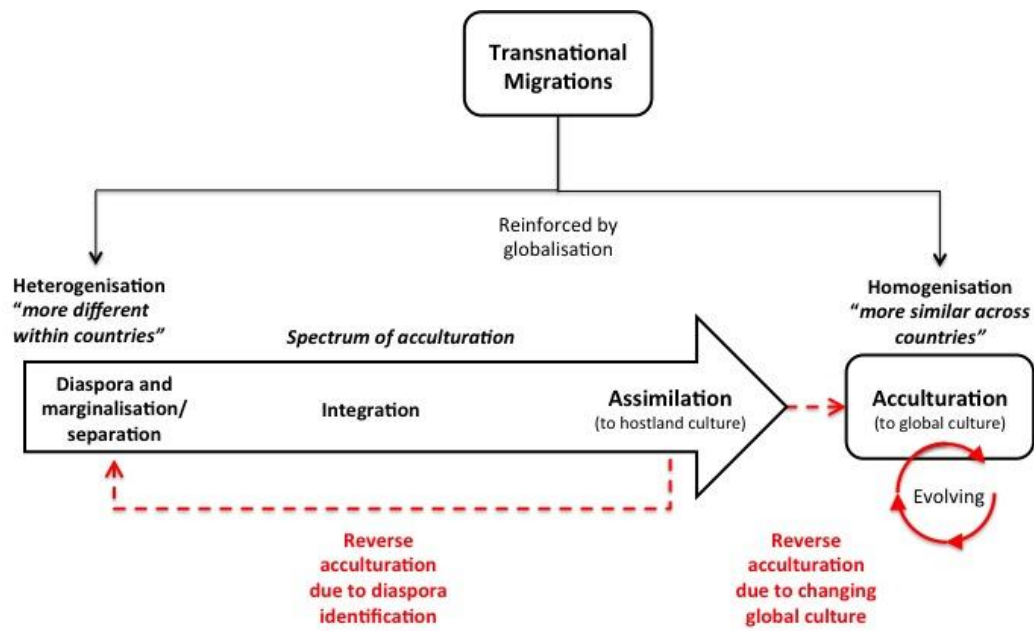 Transnational
Migrations
Reinforced by
globalisation
Heterogenisation
“more different
within countries”
Homogenisation
“more similar across
countries”
Spectrum of acculturation
Diaspora and
marginalisation/
separation
Integration
Assimilation
(to hostland culture)
Acculturation
(to global culture)
Evolving
Reverse
acculturation
due to diaspora
identification
Reverse
acculturation
due to changing
global culture